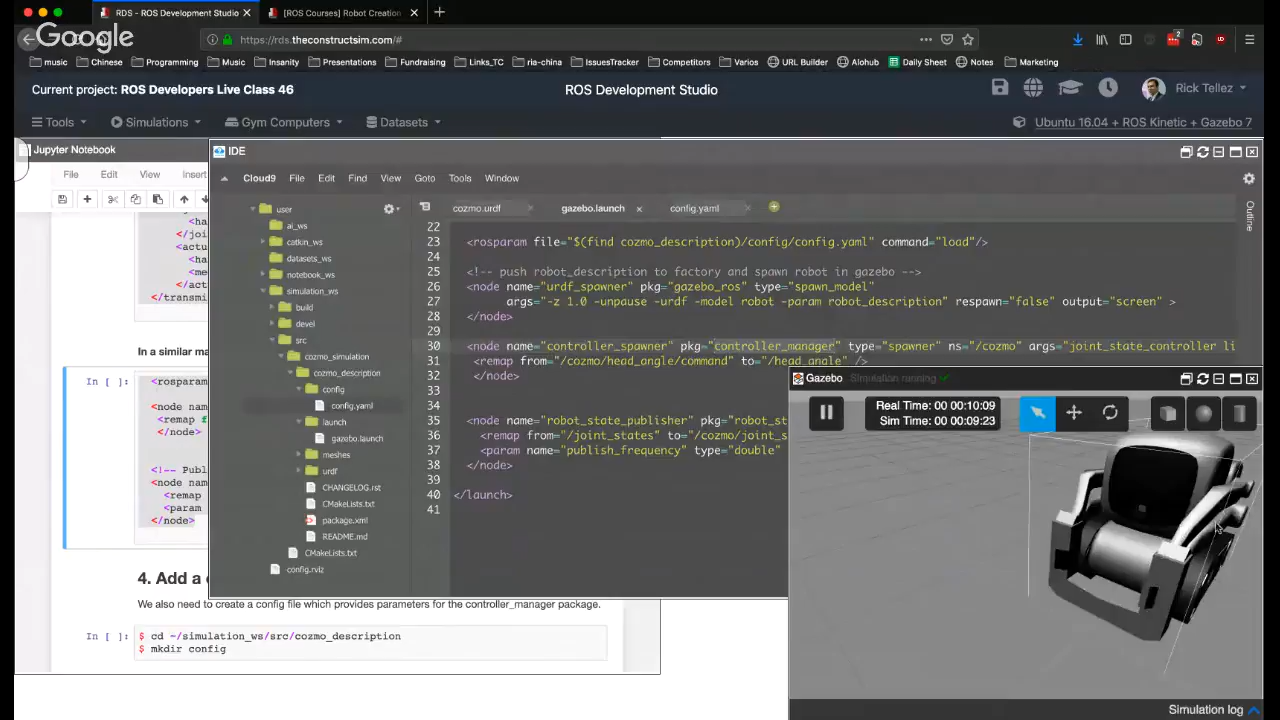 RDS - ROS Development Studio
[ROS Courses] Robot Creation
Google
https://rds.theconstructsim.com/#
2
music
Chinese
Programming
Music
Insanity
Presentations
Fundraising
Links_TC
ria-china
IssuesTracker
Competitors
Varios
URL Builder
Alohub
Daily Sheet
Notes
Marketing
Current project: ROS Developers Live Class 46
ROS Development Studio
Rick Tellez
Tools
Simulations
Gym Computers
Datasets
Ubuntu 16.04 + ROS Kinetic + Gazebo 7
Jupyter Notebook
File Edit View Insert
<ha
</joi
<actu
<ha
<me
</act
</transmi
In a similar ma
In [ ]: <rosparam
<node nam
<remap f
</node>
<!-- Publ
<node nam
<remap
<param
</node>
4. Add a c
We also need to create a config file which provides parameters for the controller_manager package.
In [ ]: $ cd ~/simulation_ws/src/cozmo_description
$ mkdir config
IDE
Cloud9 File Edit Find View Goto Tools Window
user
ai_ws
catkin_ws
datasets_ws
notebook_ws
simulation_ws
build
devel
src
cozmo_simulation
cozmo_description
config
config.yaml
launch
gazebo.launch
meshes
urdf
CHANGELOG.rst
CMakeLists.txt
package.xml
README.md
CMakeLists.txt
config.rviz
cozmo.urdf
gazebo.launch
config.yaml
Outline
22
23 <rosparam file="$(find cozmo_description)/config/config.yaml" command="load"/>
24
25 <!-- push robot_description to factory and spawn robot in gazebo -->
26 <node name="urdf_spawner" pkg="gazebo_ros" type="spawn_model"
27 args="-z 1.0 -unpause -urdf -model robot -param robot_description" respawn="false" output="screen" >
28 </node>
29
30 <node name="controller_spawner" pkg="controller_manager" type="spawner" ns="/cozmo" args="joint_state_controller li
31 <remap from="/cozmo/head_angle/command" to="/head_angle" />
32 </node>
33
34
35 <node name="robot_state_publisher" pkg="robot_st
36 <remap from="/joint_states" to="/cozmo/joint_s
37 <param name="publish_frequency" type="double"
38 </node>
39
40 </launch>
41
Gazebo Simulation running
Real Time: 00 00:10:09
Sim Time: 00 00:09:23
Simulation log